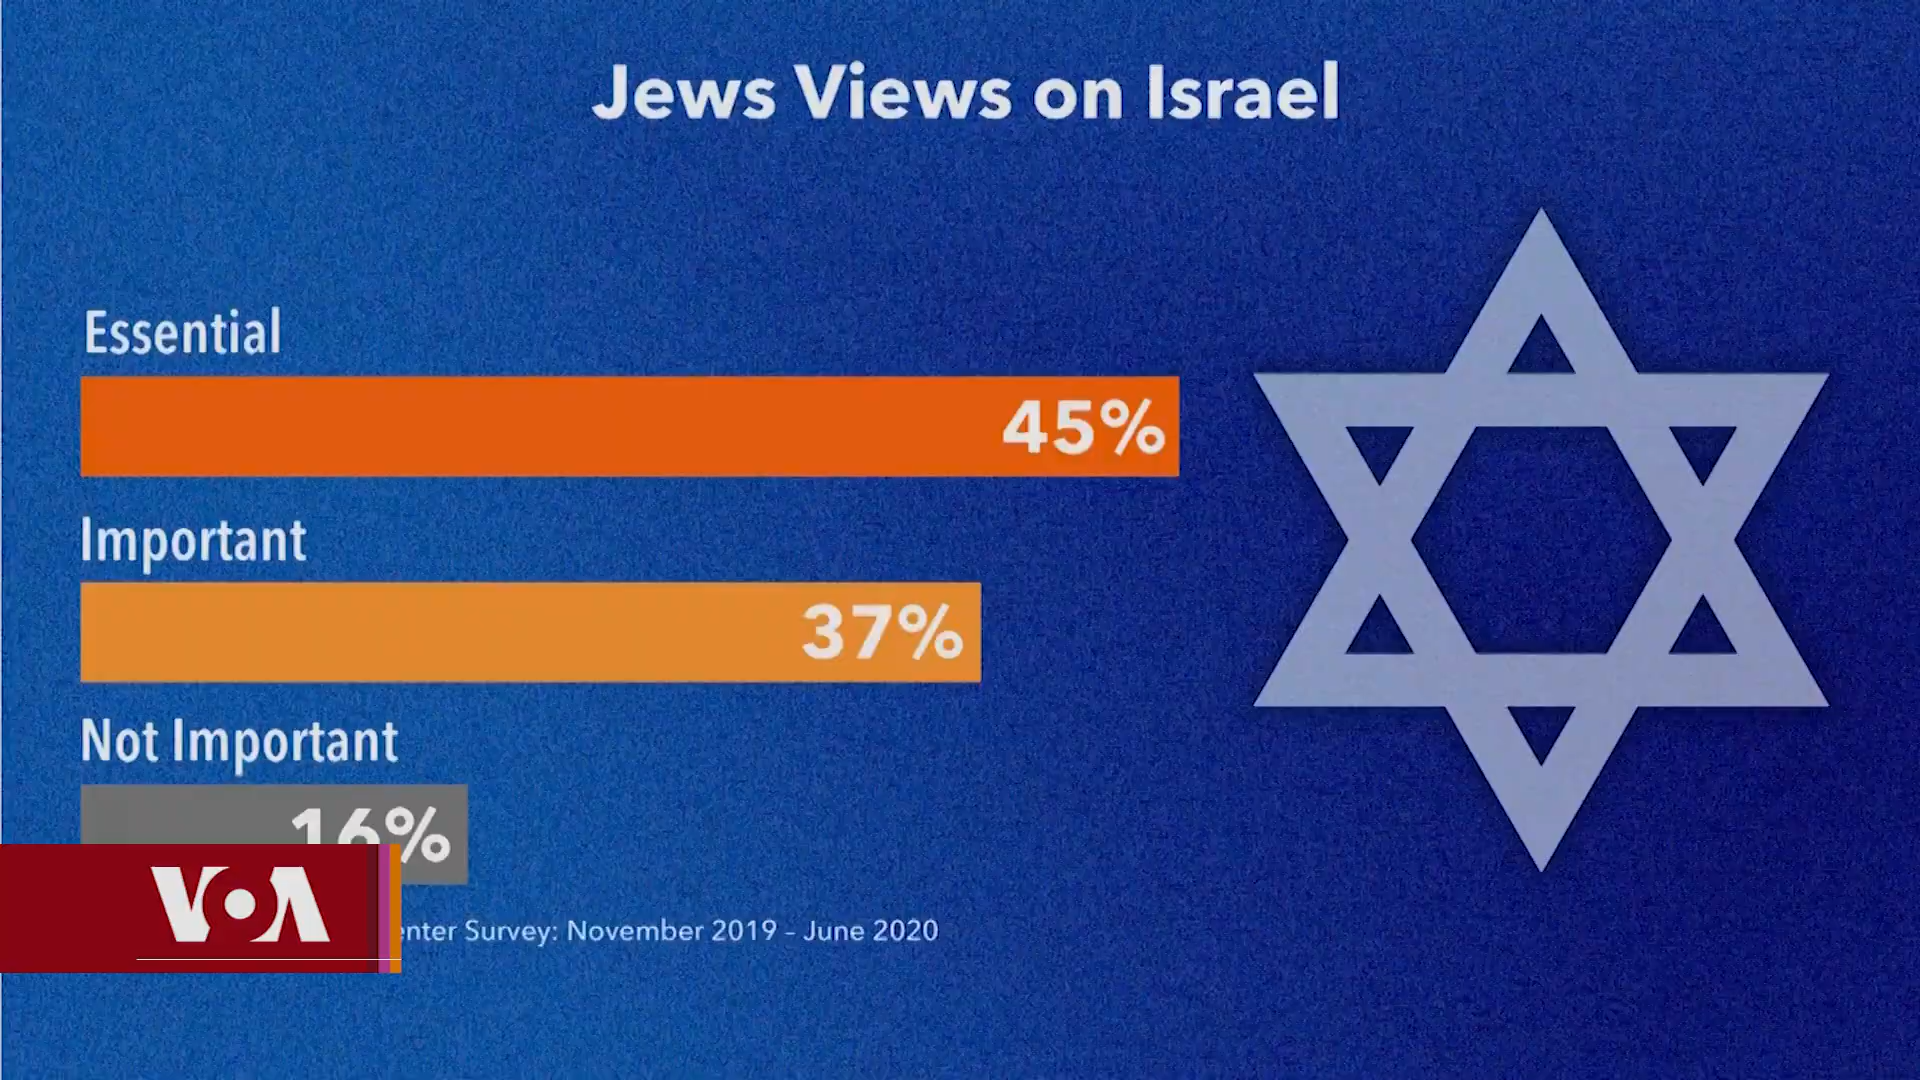 Jews Views on Israel
Essential
45%
Important
37%
Not Important
16%
VOA
enter Survey: November 2019 - June 2020